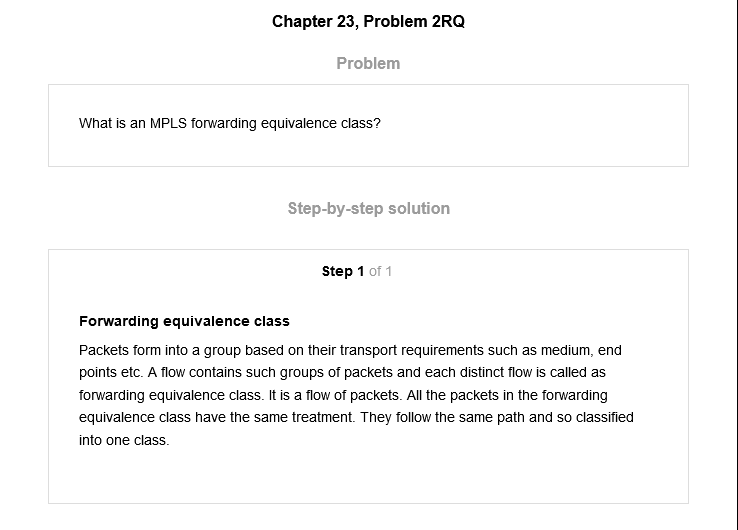 Chapter 23, Problem 2RQ
Problem
What is an MPLS forwarding equivalence class?
Step-by-step solution
Step 1 of 1
Forwarding equivalence class
Packets form into a group based on their transport requirements such as medium, end
points etc. A flow contains such groups of packets and each distinct flow is called as
forwarding equivalence class. It is a flow of packets. All the packets in the forwarding
equivalence class have the same treatment. They follow the same path and so classified
into one class.